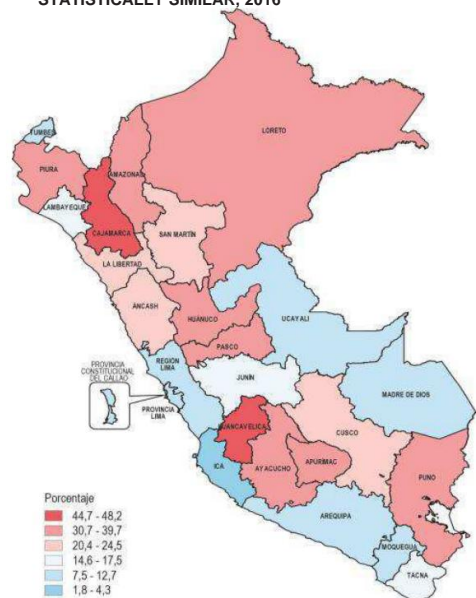 STATISTICALLY SIMILAR, 2016
TUMBES
LORETO
PIURA
AMAZONAS
LAMBAYEQUE
CAJAMARCA
SAN MARTÍN
LA LIBERTAD
ÁNCASH
HUÁNUCO
UCAYALI
PASCO
PROVINCIA
CONSTITUCIONAL
DEL CALLAO
REGIÓN
LIMA
JUNÍN
PROVINCIA
LIMA
MADRE DE DIOS
HUANCAVELICA
CUSCO
ICA
AYACUCHO
APURÍMAC
PUNO
AREQUIPA
MOQUEGUA
TACNA
Porcentaje
44,7 - 48,2
30,7 - 39,7
20,4 - 24,5
14,6 - 17,5
7,5 - 12,7
1,8 - 4,3